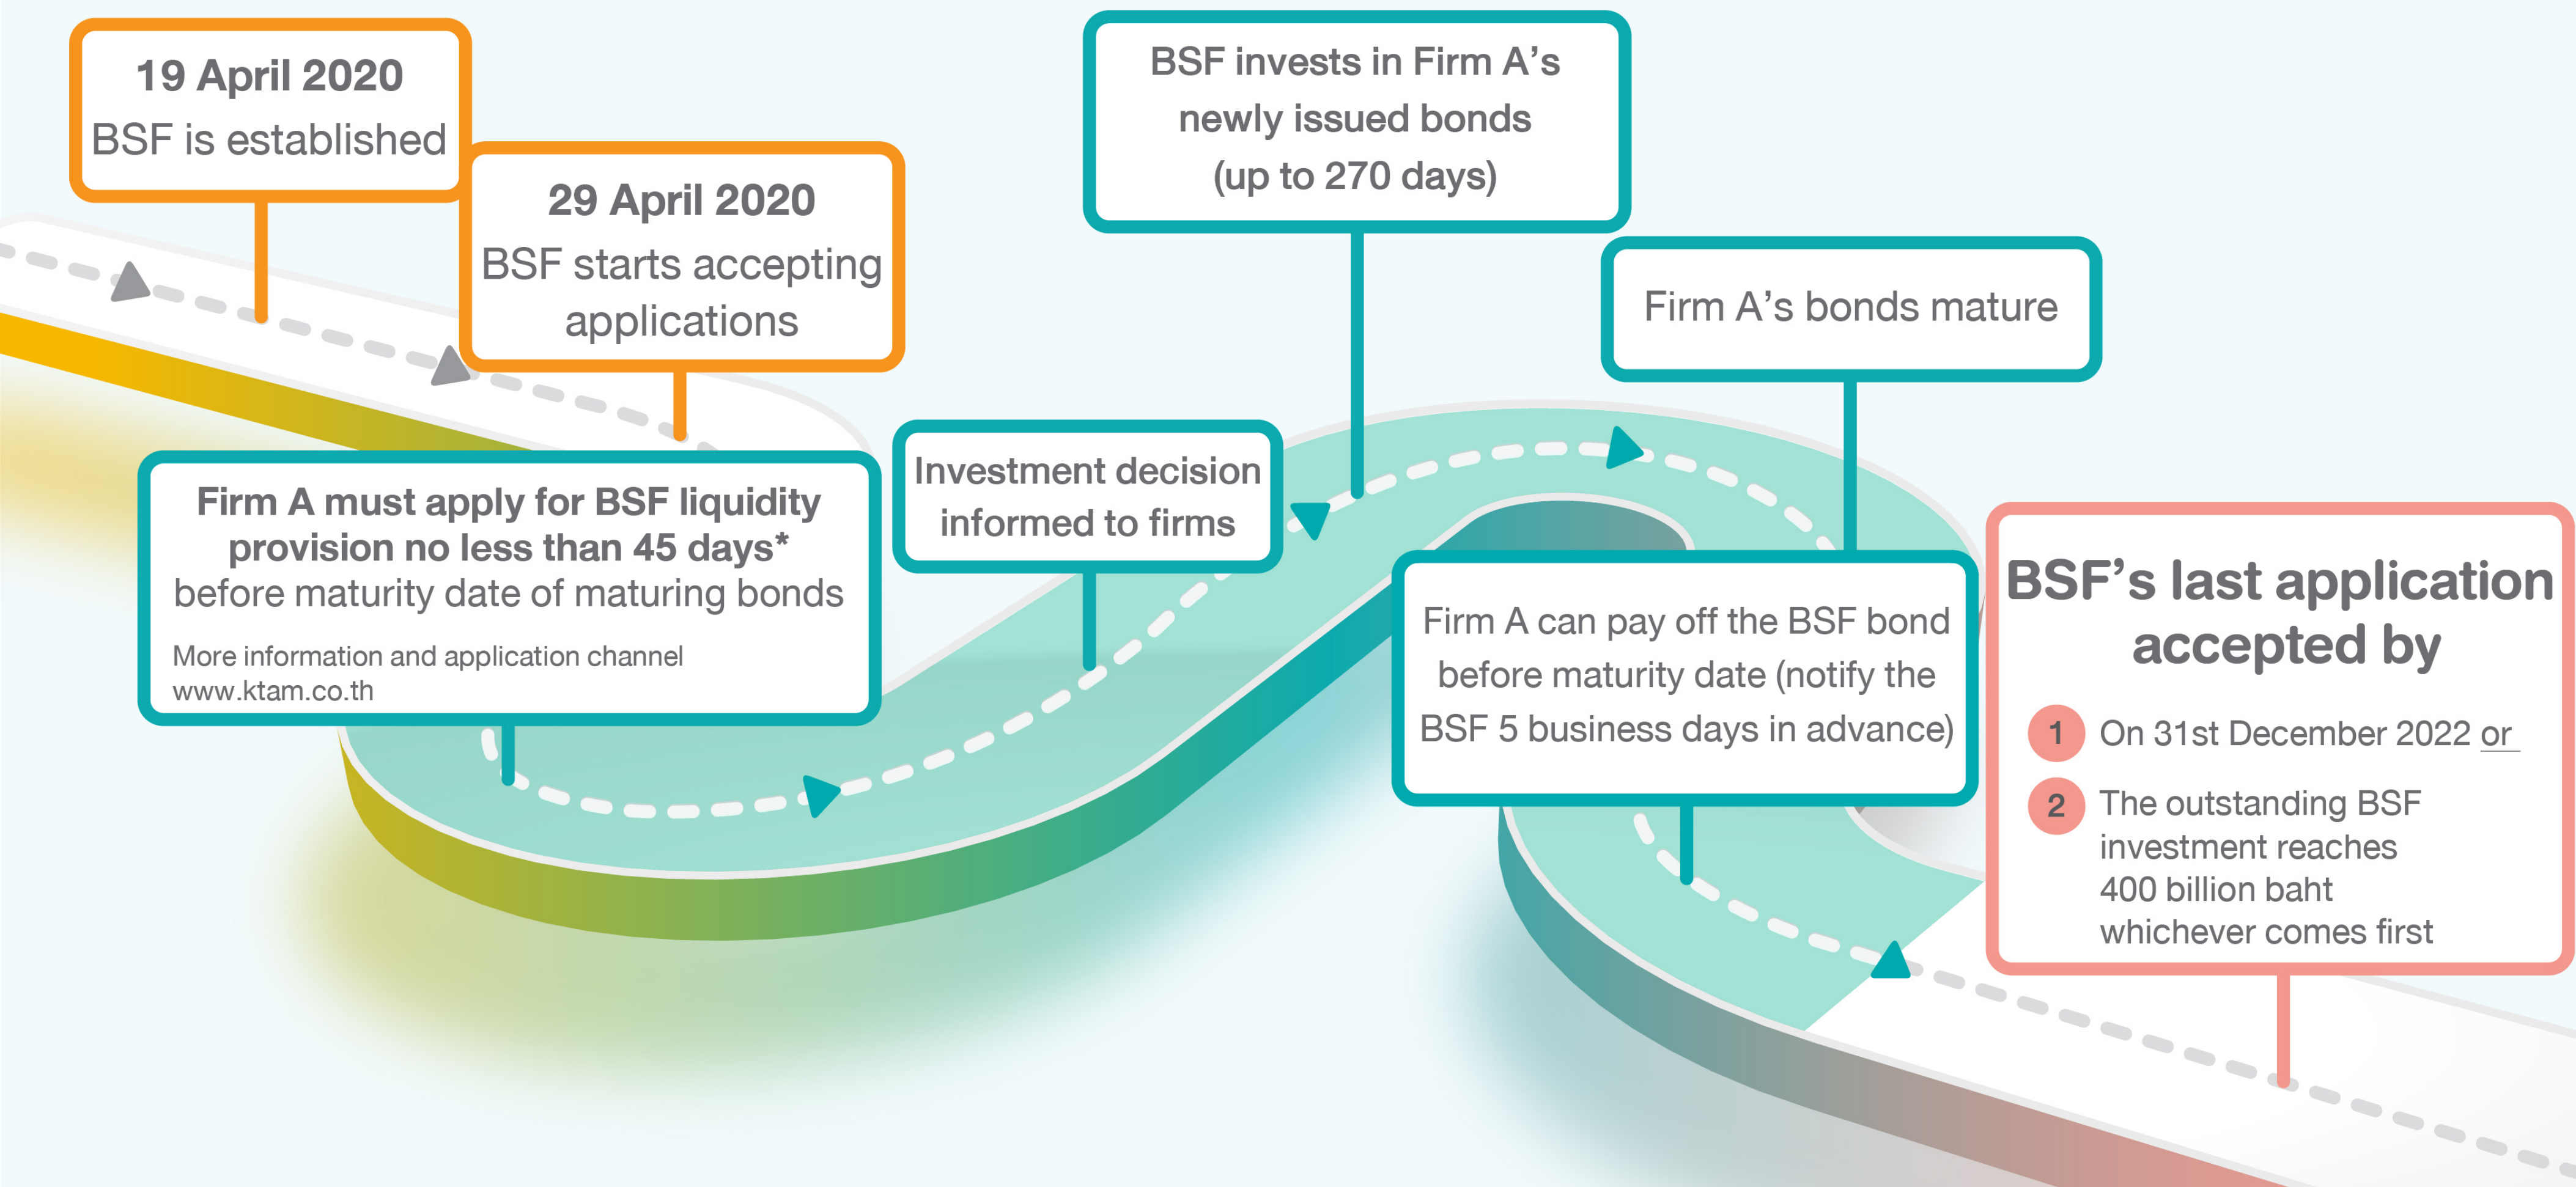 19 April 2020
BSF is established
29 April 2020
BSF starts accepting
applications
Firm A must apply for BSF liquidity
provision no less than 45 days*
before maturity date of maturing bonds
More information and application channel
www.ktam.co.th
Investment decision
informed to firms
BSF invests in Firm A's
newly issued bonds
(up to 270 days)
Firm A's bonds mature
Firm A can pay off the BSF bond
before maturity date (notify the
BSF 5 business days in advance)
BSF's last application
accepted by
1 On 31st December 2022 or
2 The outstanding BSF
investment reaches
400 billion baht
whichever comes first